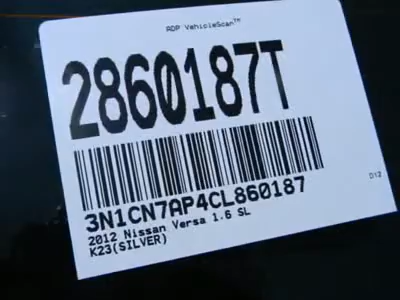 ADP VehicleScan™
2860187T
3N1CN7AP4CL860187
2012 Nissan Versa 1.6 SL
K23(SILVER)
D12